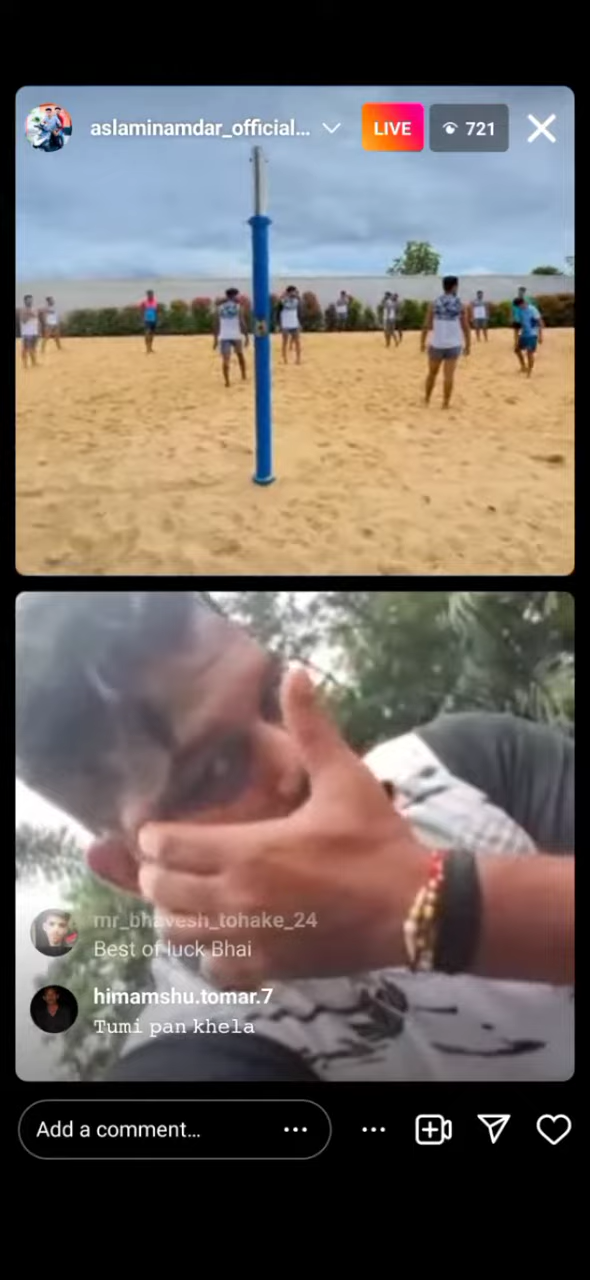 aslaminamdar_official...
LIVE
721
mr_bhavesh_tohake_24
Best of luck Bhai
himamshu.tomar.7
Tumi pan khela
Add a comment...